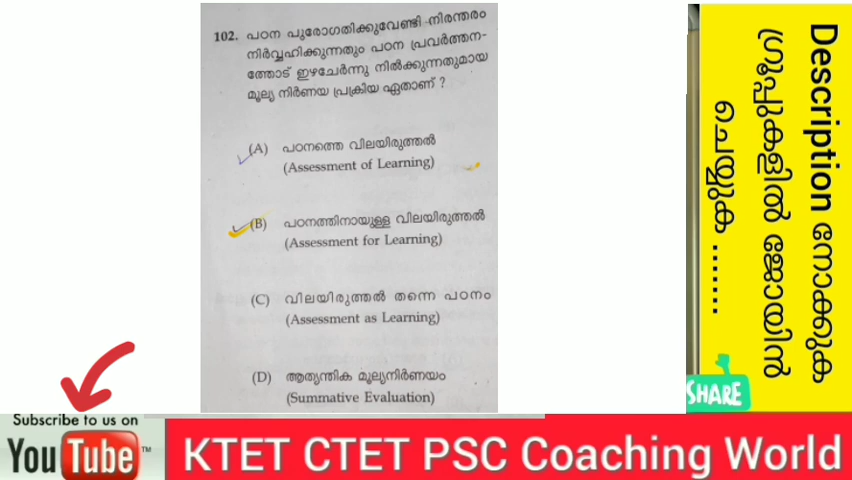 102. പഠന പുരോഗതിക്കുവേണ്ടി നിരന്തരം
നിർവ്വഹിക്കുന്നതും പഠന പ്രവർത്തന-
ത്തോട് ഇഴചേർന്നു നിൽക്കുന്നതുമായ
മൂല്യ നിർണയ പ്രക്രിയ ഏതാണ് ?
(A) പഠനത്തെ വിലയിരുത്തൽ
(Assessment of Learning)
(B) പഠനത്തിനായുള്ള വിലയിരുത്തൽ
(Assessment for Learning)
(C) വിലയിരുത്തൽ തന്നെ പഠനം
(Assessment as Learning)
(D) ആത്യന്തിക മൂല്യനിർണയം
(Summative Evaluation)
Description നോക്കുക
ഗ്രൂപ്പുകളിൽ ജോയിൻ
ചെയ്യുക ........
SHARE
Subscribe to us on
YouTube™
KTET CTET PSC Coaching World